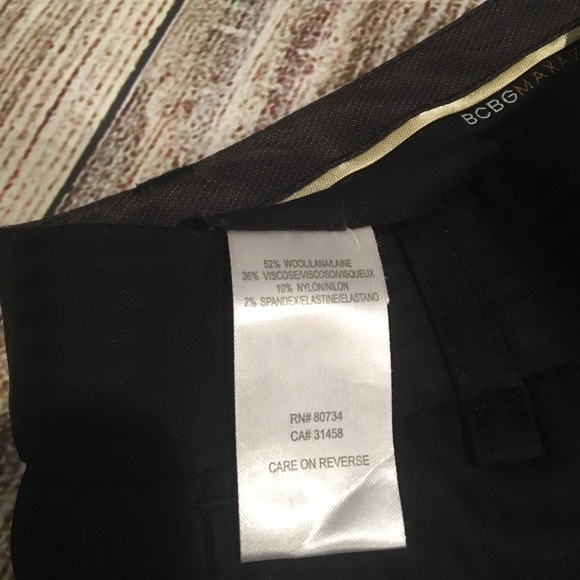 BCBGMAXAZ
52% WOOL/LANA/LAINE
36% VISCOSE/VISCOSO/VISQUEUX
10% NYLON/NILON
2% SPANDEX/ELASTINE/ELASTANO
RN# 80734
CA# 31458
CARE ON REVERSE